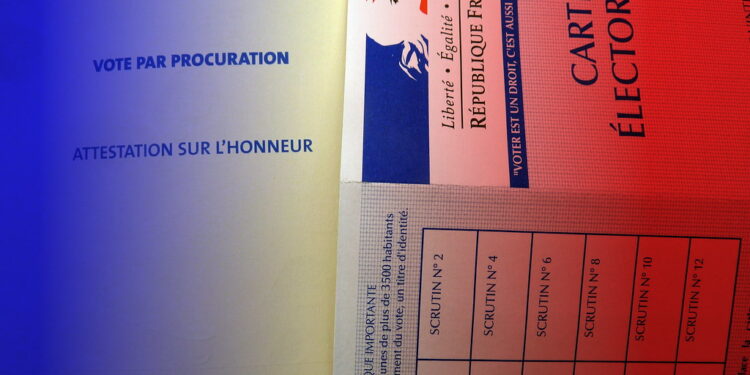 VOTE PAR PROCURATION
ATTESTATION SUR L'HONNEUR
Liberté • Égalité •
RÉPUBLIQUE FR
"VOTER EST UN DROIT, C'EST AUSSI
CART
ÉLECTOR
QUE IMPORTANTE
unes de plus de 3500 habitants
ment du vote, un titre d'identité.
SCRUTIN N° 2
SCRUTIN N° 4
SCRUTIN N° 6
SCRUTIN N° 8
SCRUTIN N° 10
SCRUTIN N° 12